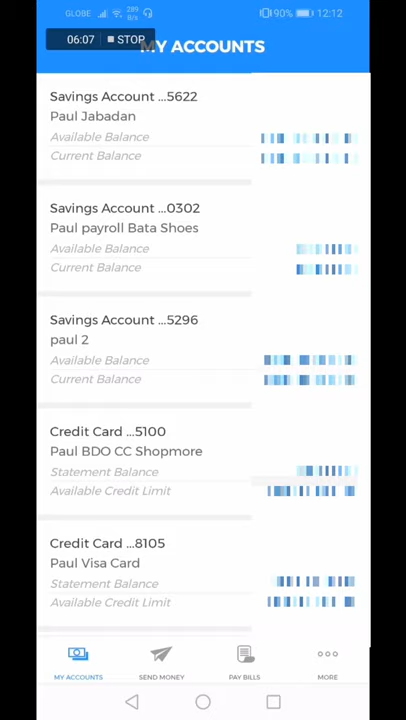 GLOBE 289 B/s 90% 12:12
06:07 STOP
MY ACCOUNTS
Savings Account ...5622
Paul Jabadan
Available Balance
Current Balance
Savings Account ...0302
Paul payroll Bata Shoes
Available Balance
Current Balance
Savings Account ...5296
paul 2
Available Balance
Current Balance
Credit Card ...5100
Paul BDO CC Shopmore
Statement Balance
Available Credit Limit
Credit Card ...8105
Paul Visa Card
Statement Balance
Available Credit Limit
MY ACCOUNTS SEND MONEY PAY BILLS MORE